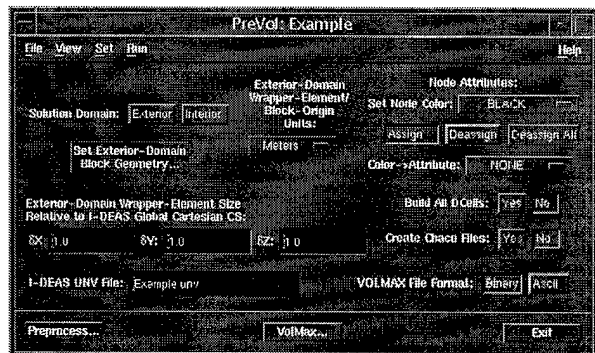 PreVol: Example
File View Set Run Help
Exterior-Domain
Wrapper-Element/
Block-Origin
Units:
Meters
Node Attributes:
Set Node Color: BLACK
Assign Deassign Deassign All
Color->Attribute: NONE
Solution Domain: Exterior Interior
Set Exterior-Domain
Block Geometry...
Exterior-Domain Wrapper-Element Size
Relative to I-DEAS Global Cartesian CS:
δX: 1.0 δY: 1.0 δZ: 1.0
Build All DCells: Yes No
Create Chaco Files: Yes No
I-DEAS UNV File: Example.unv
VOLMAX File Format: Binary Ascii
Preprocess... VolMax... Exit